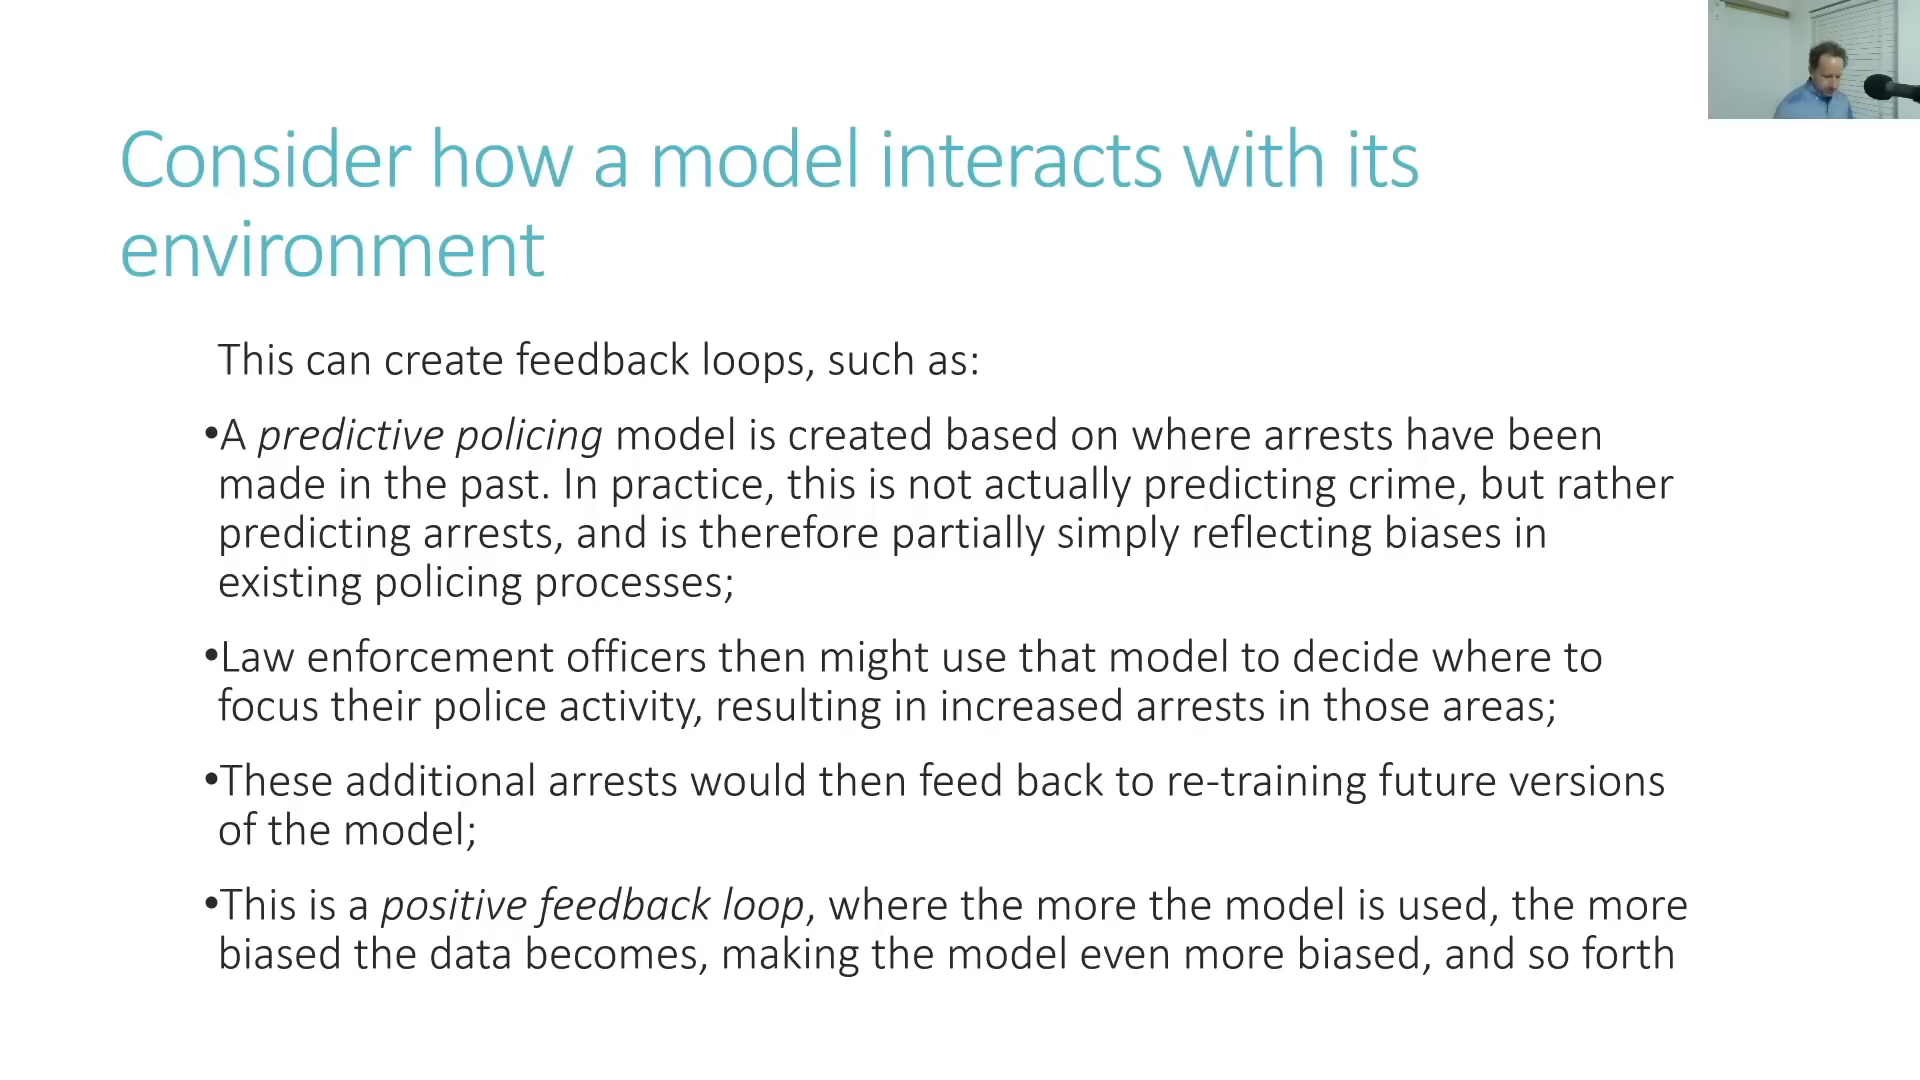 Consider how a model interacts with its
environment
This can create feedback loops, such as:
•A predictive policing model is created based on where arrests have been
made in the past. In practice, this is not actually predicting crime, but rather
predicting arrests, and is therefore partially simply reflecting biases in
existing policing processes;
•Law enforcement officers then might use that model to decide where to
focus their police activity, resulting in increased arrests in those areas;
•These additional arrests would then feed back to re-training future versions
of the model;
•This is a positive feedback loop, where the more the model is used, the more
biased the data becomes, making the model even more biased, and so forth